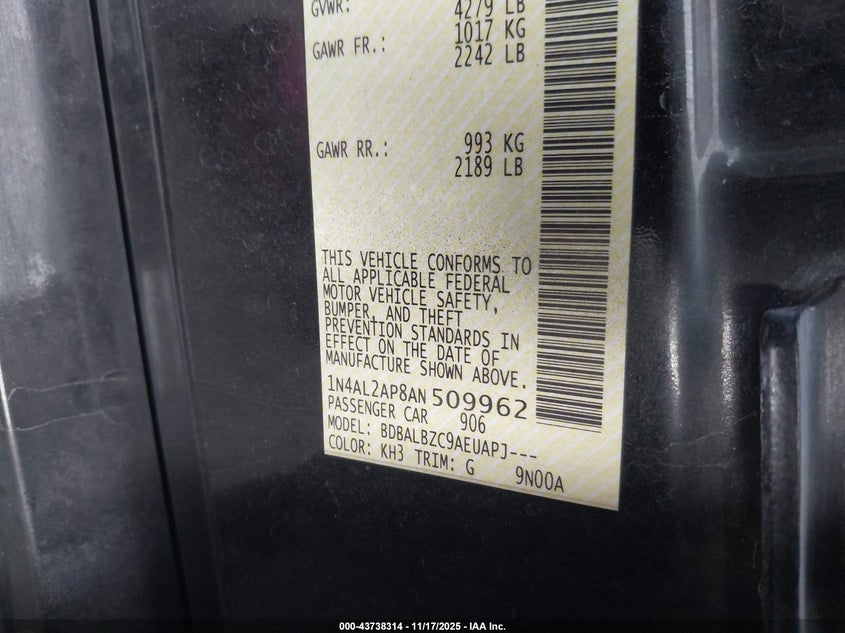 GVWR: 4279 LB
1017 KG
GAWR FR.: 2242 LB
993 KG
GAWR RR.: 2189 LB
THIS VEHICLE CONFORMS TO
ALL APPLICABLE FEDERAL
MOTOR VEHICLE SAFETY,
BUMPER, AND THEFT
PREVENTION STANDARDS IN
EFFECT ON THE DATE OF
MANUFACTURE SHOWN ABOVE.
1N4AL2AP8AN509962
PASSENGER CAR 906
MODEL: BDBALBZC9AEUAPJ---
COLOR: KH3 TRIM: G 9N00A
000-43738314 - 11/17/2025 - IAA Inc.